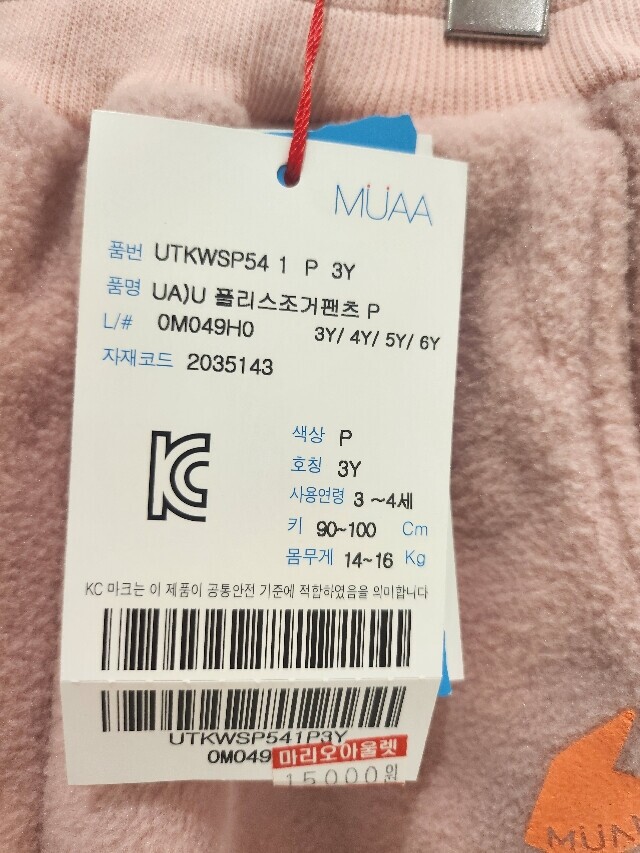 MÜAA
품번 UTKWSP54 1 P 3Y
품명 UA)U 플리스조거팬츠 P
L/# 0M049H0 3Y/ 4Y/ 5Y/ 6Y
자재코드 2035143
색상 P
호칭 3Y
사용연령 3 ~4세
키 90~100 Cm
몸무게 14~16 Kg
KC
KC 마크는 이 제품이 공통안전 기준에 적합하였음을 의미합니다
UTKWSP541P3Y
0M049
마리오아울렛
15000원